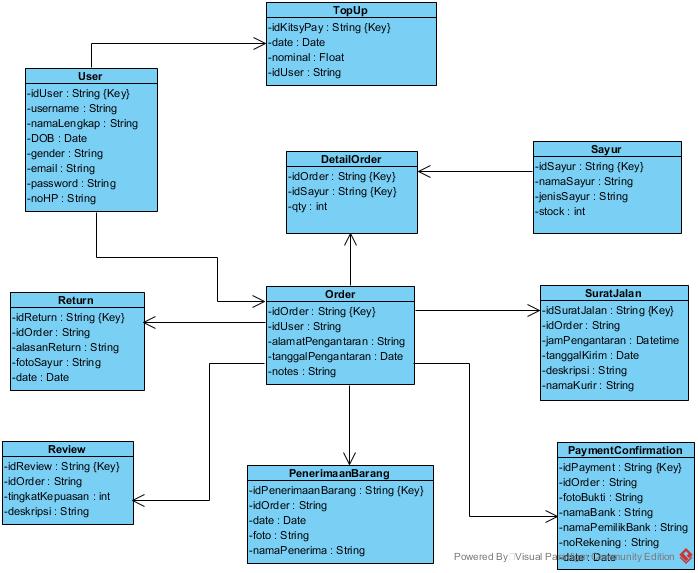 TopUp
-idKitsyPay : String {Key}
-date : Date
-nominal : Float
-idUser : String
User
-idUser : String {Key}
-username : String
-namaLengkap : String
-DOB : Date
-gender : String
-email : String
-password : String
-noHP : String
DetailOrder
-idOrder : String {Key}
-idSayur : String {Key}
-qty : int
Sayur
-idSayur : String {Key}
-namaSayur : String
-jenisSayur : String
-stock : int
Return
-idReturn : String {Key}
-idOrder : String
-alasanReturn : String
-fotoSayur : String
-date : Date
Order
-idOrder : String {Key}
-idUser : String
-alamatPengantaran : String
-tanggalPengantaran : Date
-notes : String
SuratJalan
-idSuratJalan : String {Key}
-idOrder : String
-jamPengantaran : Datetime
-tanggalKirim : Date
-deskripsi : String
-namaKurir : String
Review
-idReview : String {Key}
-idOrder : String
-tingkatKepuasan : int
-deskripsi : String
PenerimaanBarang
-idPenerimaanBarang : String {Key}
-idOrder : String
-date : Date
-foto : String
-namaPenerima : String
PaymentConfirmation
-idPayment : String {Key}
-idOrder : String
-fotoBukti : String
-namaBank : String
-namaPemilikBank : String
-noRekening : String
-date : Date
Powered By Visual Paradigm Community Edition